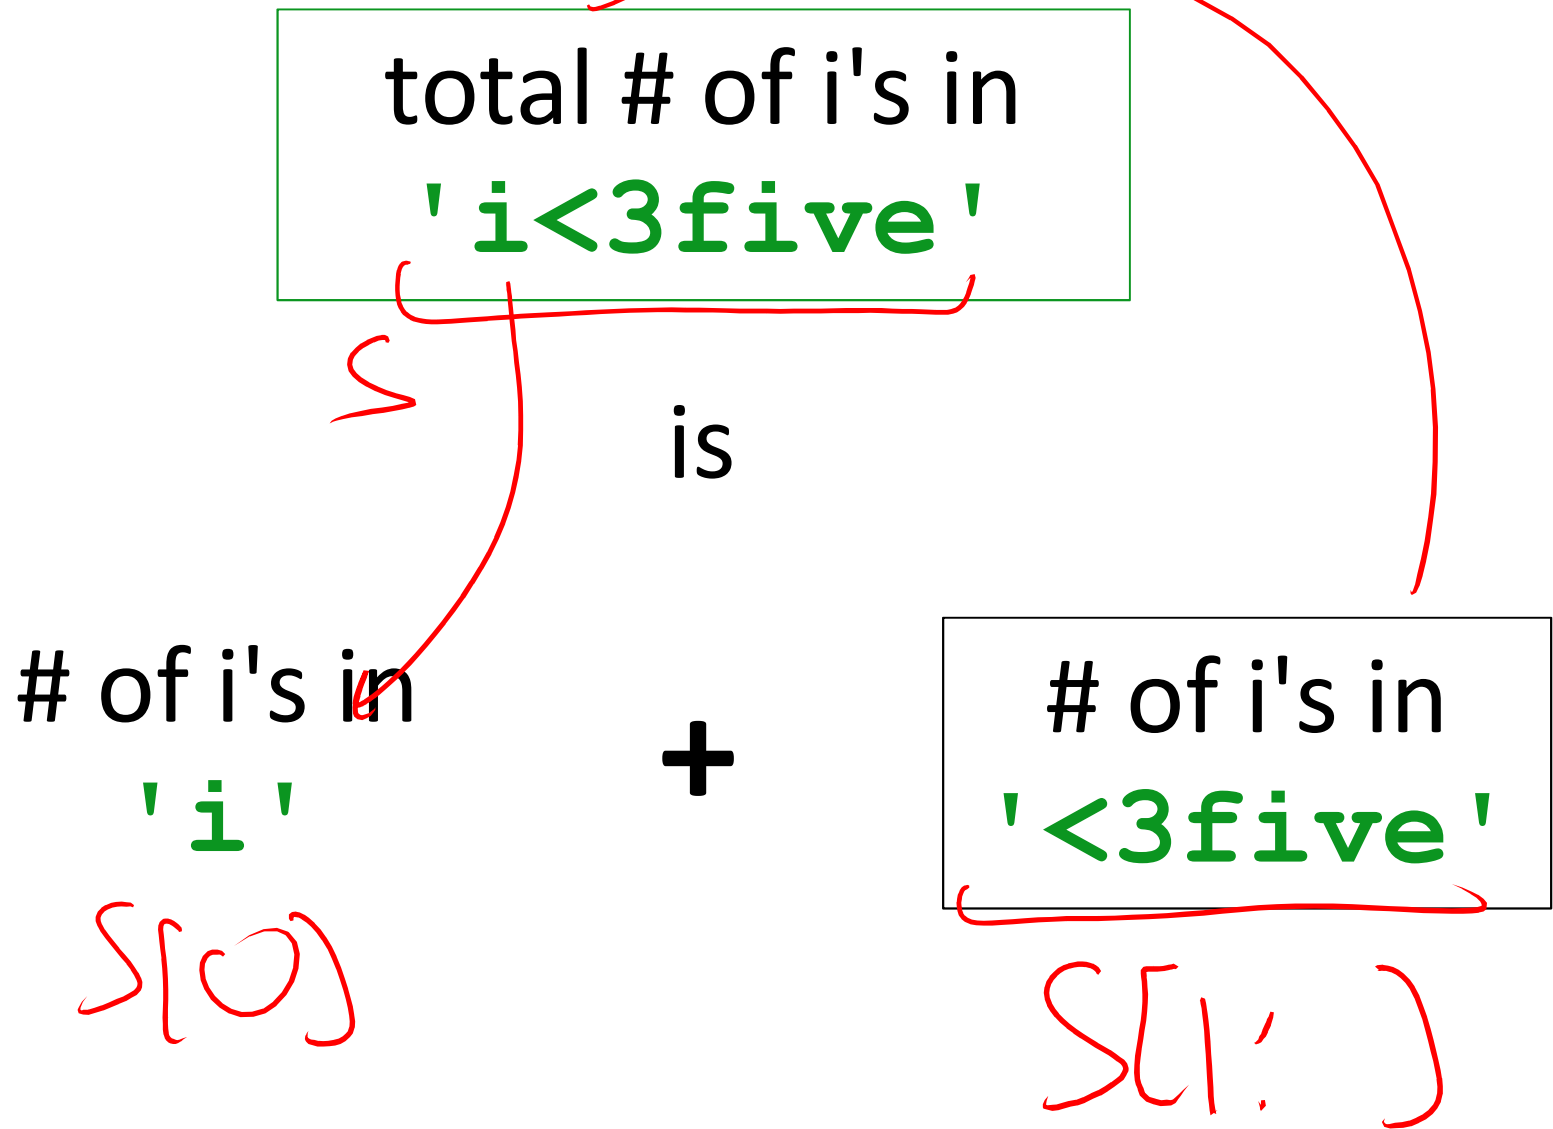 total # of i's in
'i<3five'
S
is
# of i's in
'i'
+
# of i's in
'<3five'
S[0]
S[1: ]